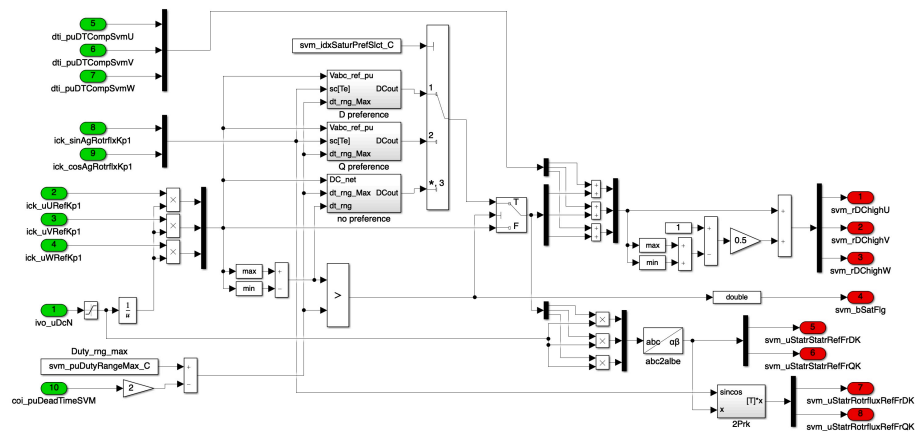 5
dti_puDTCompSvmU
6
dti_puDTCompSvmV
7
dti_puDTCompSvmW
8
ick_sinAgRotrflxKp1
9
ick_cosAgRotrflxKp1
2
ick_uURefKp1
3
ick_uVRefKp1
4
ick_uWRefKp1
1
ivo_uDcN
1
u
Duty_rng_max
svm_puDutyRangeMax_C
10
coi_puDeadTimeSVM
2
×
×
×
svm_idxSaturPrefSlct_C
Vabc_ref_pu
sc[Te] DCout
dt_rng_Max
D preference
Vabc_ref_pu
sc[Te] DCout
dt_rng_Max
Q preference
DC_net
dt_rng_Max DCout
dt_rng
no preference
1
2
*, 3
max
min
+
−
>
+
−
T
F
+
+
+
+
+
+
max
min
1
+
+
+
−
0.5
+
+
double
×
×
×
abc αβ
abc2albe
sincos
[T]*x
x
2Prk
1
svm_rDChighU
2
svm_rDChighV
3
svm_rDChighW
4
svm_bSatFlg
5
svm_uStatrStatrRefFrDK
6
svm_uStatrStatrRefFrQK
7
svm_uStatrRotrfluxRefFrDK
8
svm_uStatrRotrfluxRefFrQK